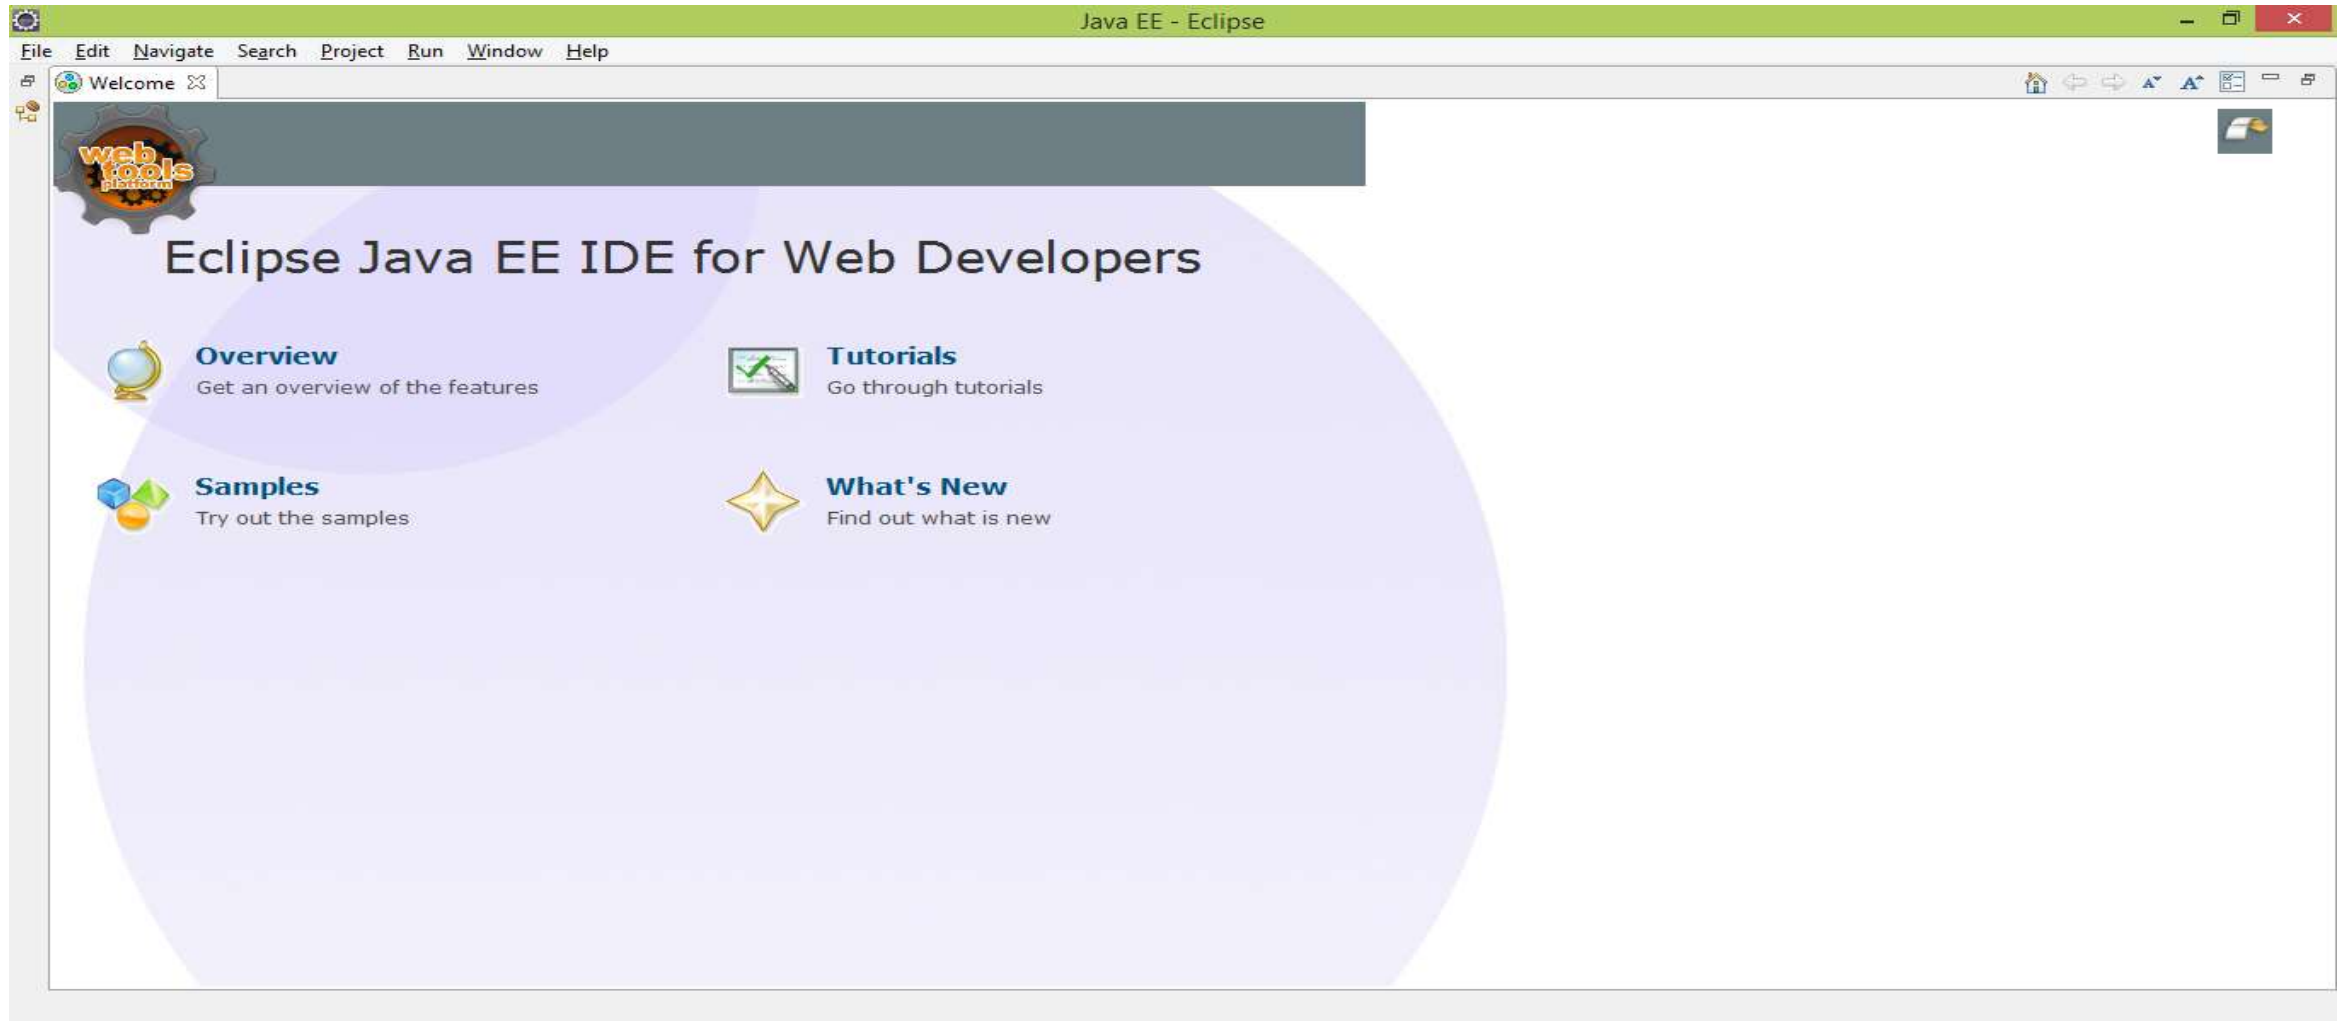 Java EE - Eclipse
File Edit Navigate Search Project Run Window Help
Welcome
web
tools
platform
Eclipse Java EE IDE for Web Developers
Overview
Get an overview of the features
Tutorials
Go through tutorials
Samples
Try out the samples
What's New
Find out what is new